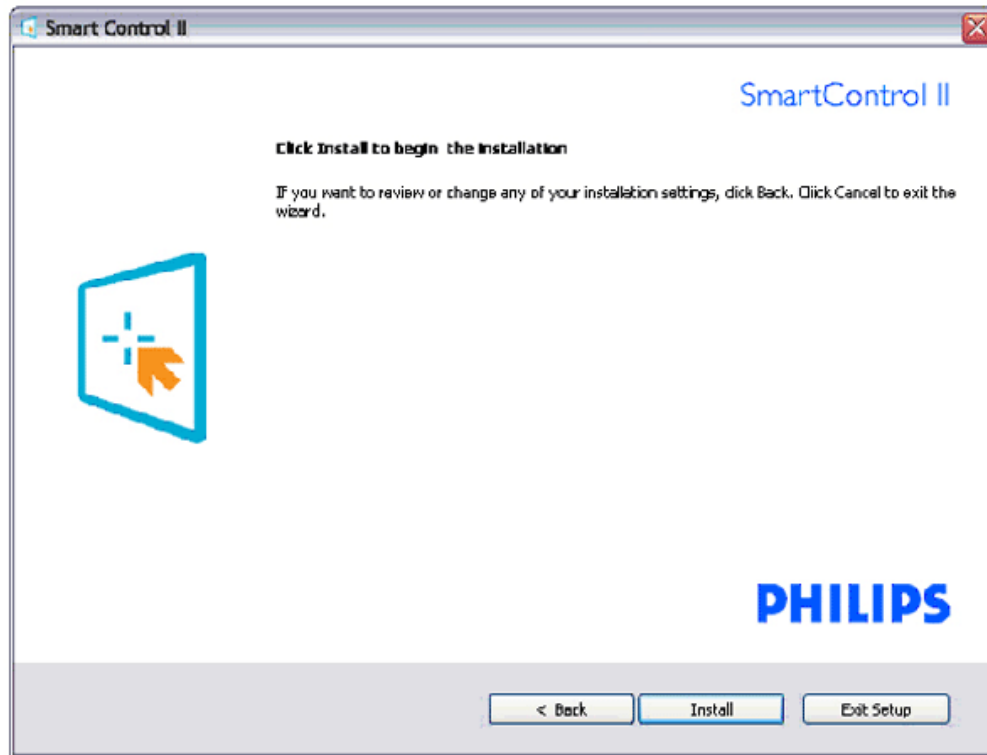 Smart Control II
SmartControl II
Click Install to begin the installation
If you want to review or change any of your installation settings, click Back. Click Cancel to exit the
wizard.
PHILIPS
< Back
Install
Exit Setup